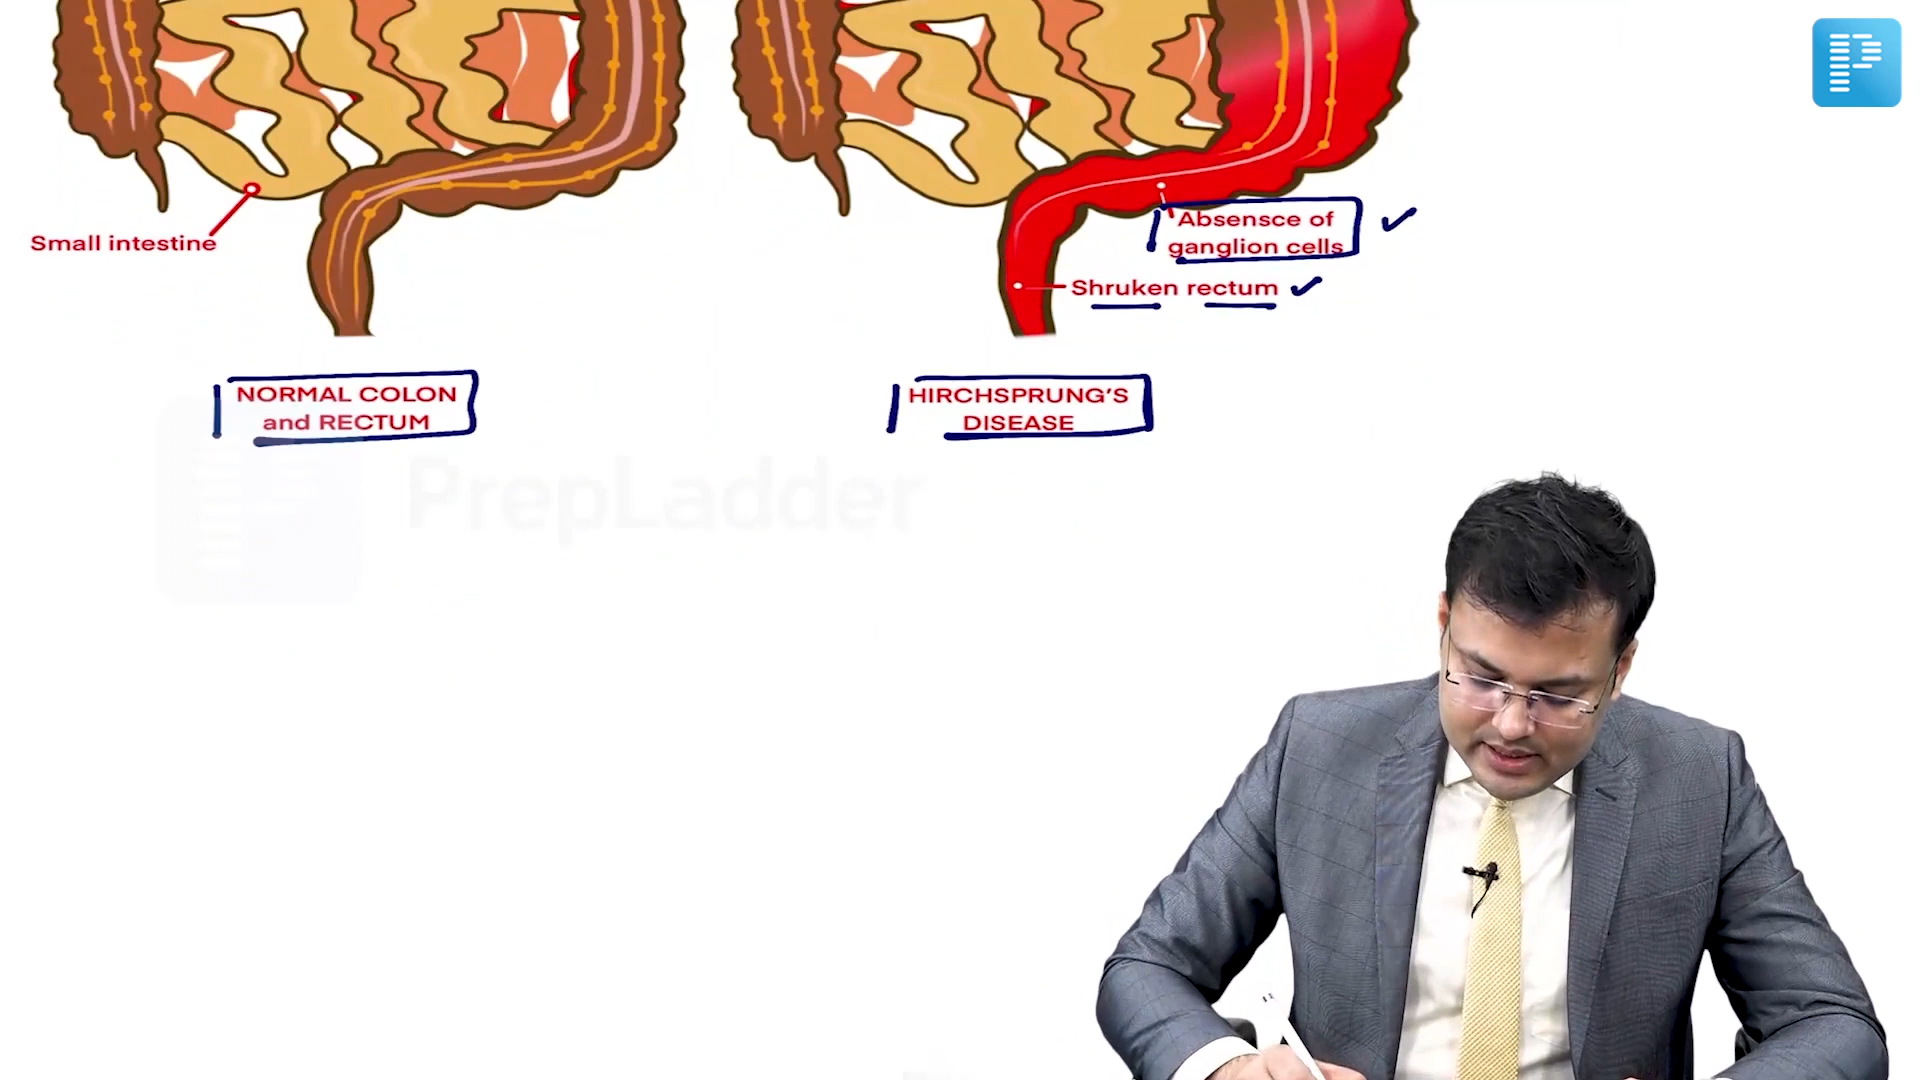 Small intestine
Absensce of
ganglion cells
Shruken rectum
NORMAL COLON
and RECTUM
HIRCHSPRUNG'S
DISEASE
PrepLadder